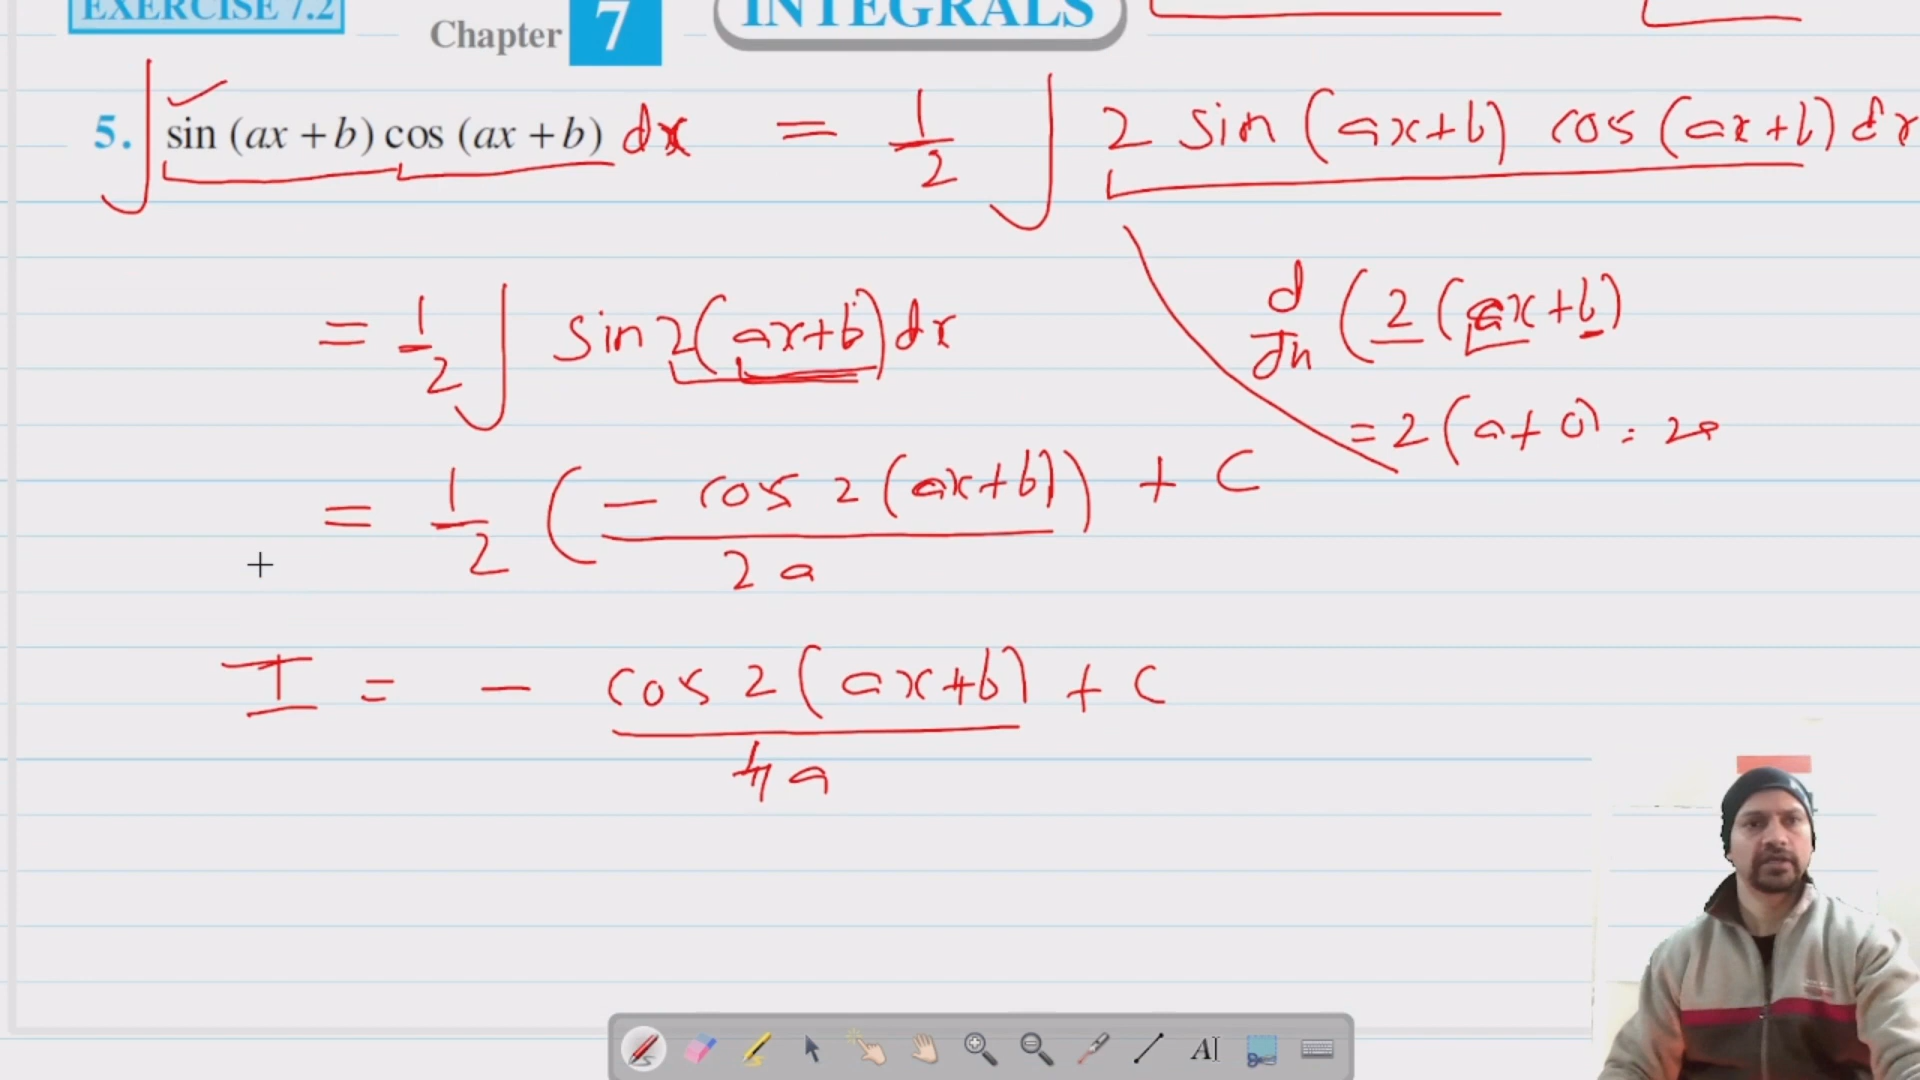 EXERCISE 7.2
Chapter 7
INTEGRALS
5. ∫ sin (ax + b) cos (ax + b) dx = 1/2 ∫ 2 sin (ax+b) cos (ax+b) dx
= 1/2 ∫ sin 2(ax+b) dx
d/dx (2(ax+b)
= 2(a+0) = 2a
= 1/2 (- cos 2(ax+b)/2a) + C
I = - cos 2(ax+b)/4a + C
AI